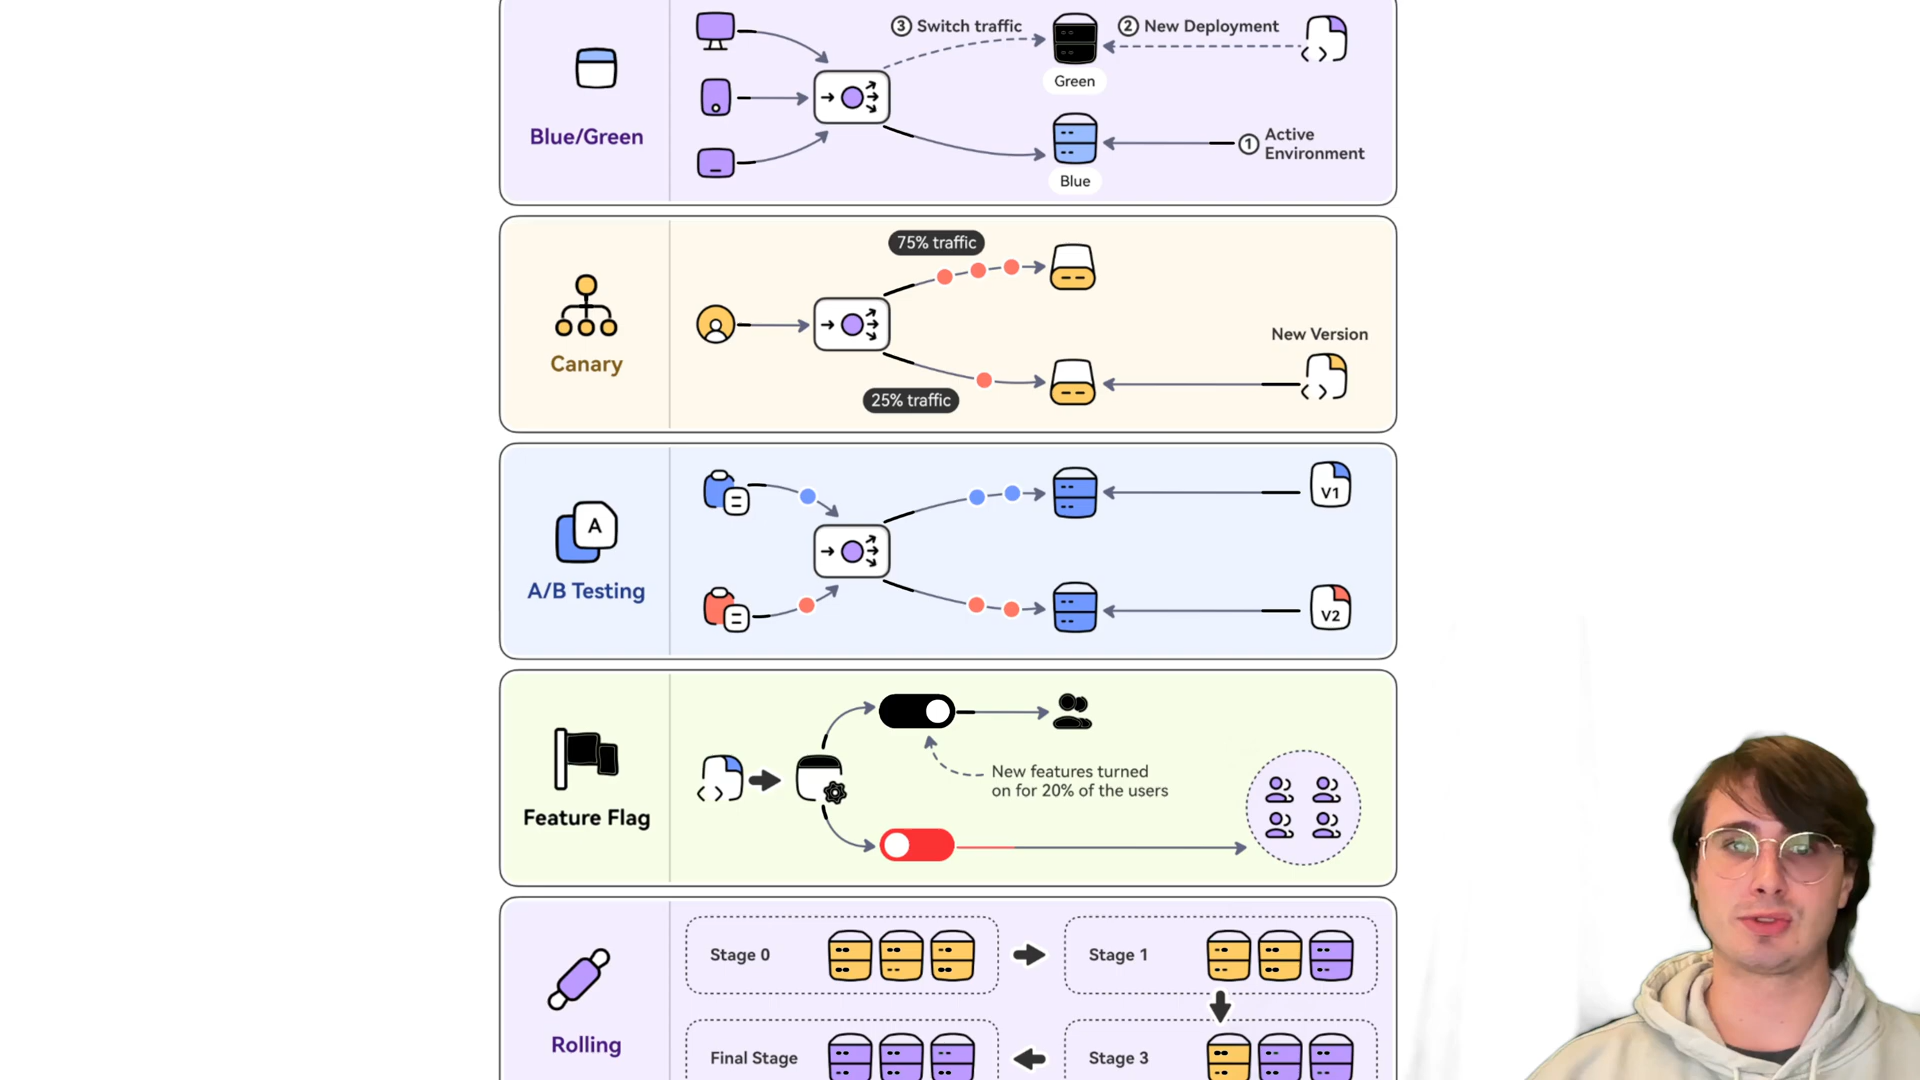 ③ Switch traffic
② New Deployment
Green
Blue/Green
① Active
Environment
Blue
75% traffic
Canary
New Version
25% traffic
A
A/B Testing
V1
V2
Feature Flag
New features turned
on for 20% of the users
Rolling
Stage 0
Stage 1
Final Stage
Stage 3